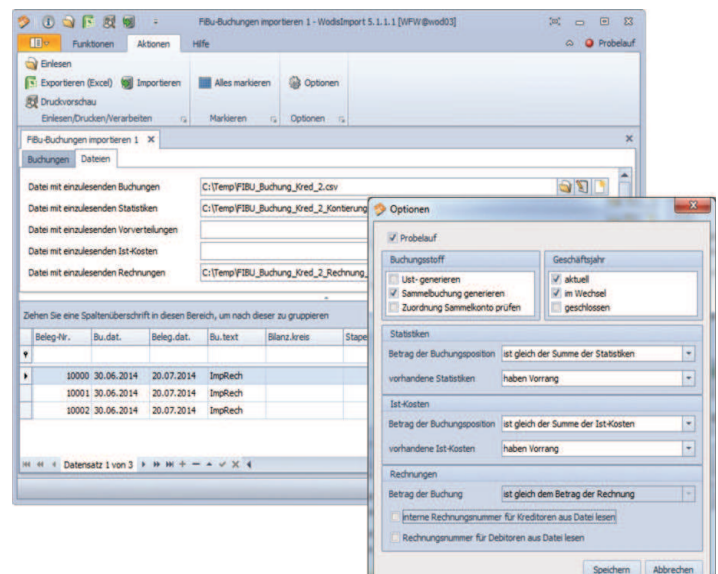 FiBu-Buchungen importieren 1 - WodisImport 5.1.1.1 [WFW@wod03]
Funktionen Aktionen Hilfe Probelauf
Einlesen
Exportieren (Excel) Importieren Alles markieren Optionen
Druckvorschau
Einlesen/Drucken/Verarbeiten Markieren Optionen
FiBu-Buchungen importieren 1
Buchungen Dateien
Datei mit einzulesenden Buchungen C:\Temp\FIBU_Buchung_Kred_2.csv
Datei mit einzulesenden Statistiken C:\Temp\FIBU_Buchung_Kred_2_Kontierung
Datei mit einzulesenden Vorverteilungen
Datei mit einzulesenden Ist-Kosten
Datei mit einzulesenden Rechnungen C:\Temp\FIBU_Buchung_Kred_2_Rechnung_
Ziehen Sie eine Spaltenüberschrift in diesen Bereich, um nach dieser zu gruppieren
Beleg-Nr. Bu.dat. Beleg.dat. Bu.text Bilanz.kreis Stape
10000 30.06.2014 20.07.2014 ImpRech
10001 30.06.2014 20.07.2014 ImpRech
10002 30.06.2014 20.07.2014 ImpRech
Datensatz 1 von 3
Optionen
Probelauf
Buchungsstoff
Ust- generieren
Sammelbuchung generieren
Zuordnung Sammelkonto prüfen
Geschäftsjahr
aktuell
im Wechsel
geschlossen
Statistiken
Betrag der Buchungsposition ist gleich der Summe der Statistiken
vorhandene Statistiken haben Vorrang
Ist-Kosten
Betrag der Buchungsposition ist gleich der Summe der Ist-Kosten
vorhandene Ist-Kosten haben Vorrang
Rechnungen
Betrag der Buchung ist gleich dem Betrag der Rechnung
interne Rechnungsnummer für Kreditoren aus Datei lesen
Rechnungsnummer für Debitoren aus Datei lesen
Speichern Abbrechen